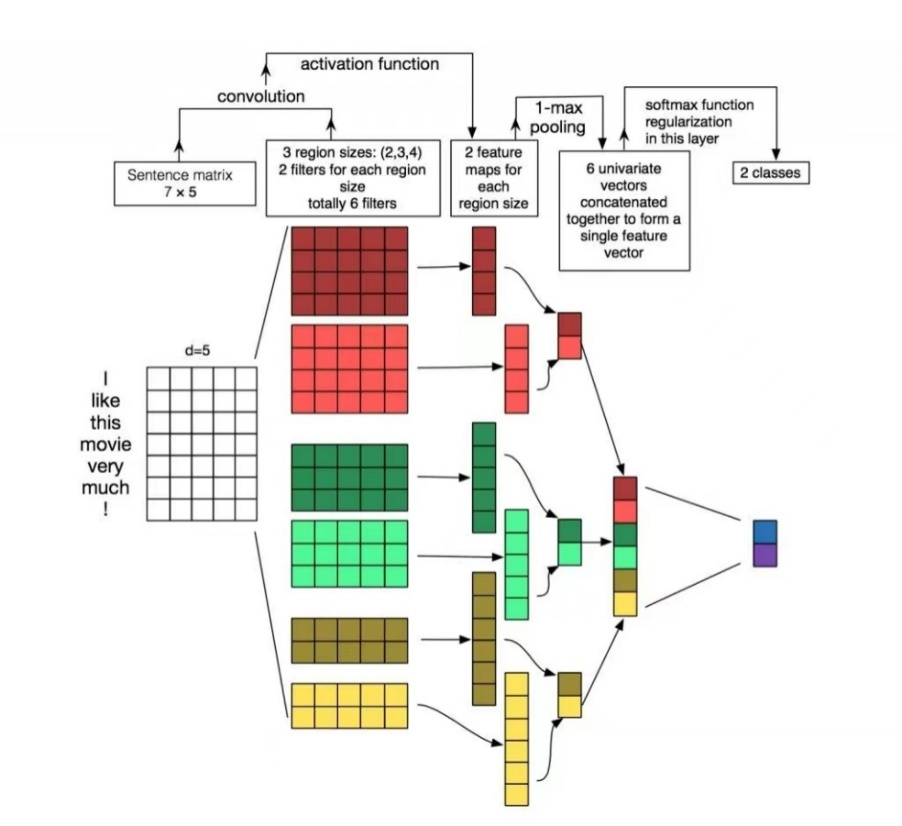 activation function
convolution
1-max
pooling
softmax function
regularization
in this layer
Sentence matrix
7 × 5
3 region sizes: (2,3,4)
2 filters for each region
size
totally 6 filters
2 feature
maps for
each
region size
6 univariate
vectors
concatenated
together to form a
single feature
vector
2 classes
d=5
I
like
this
movie
very
much
!